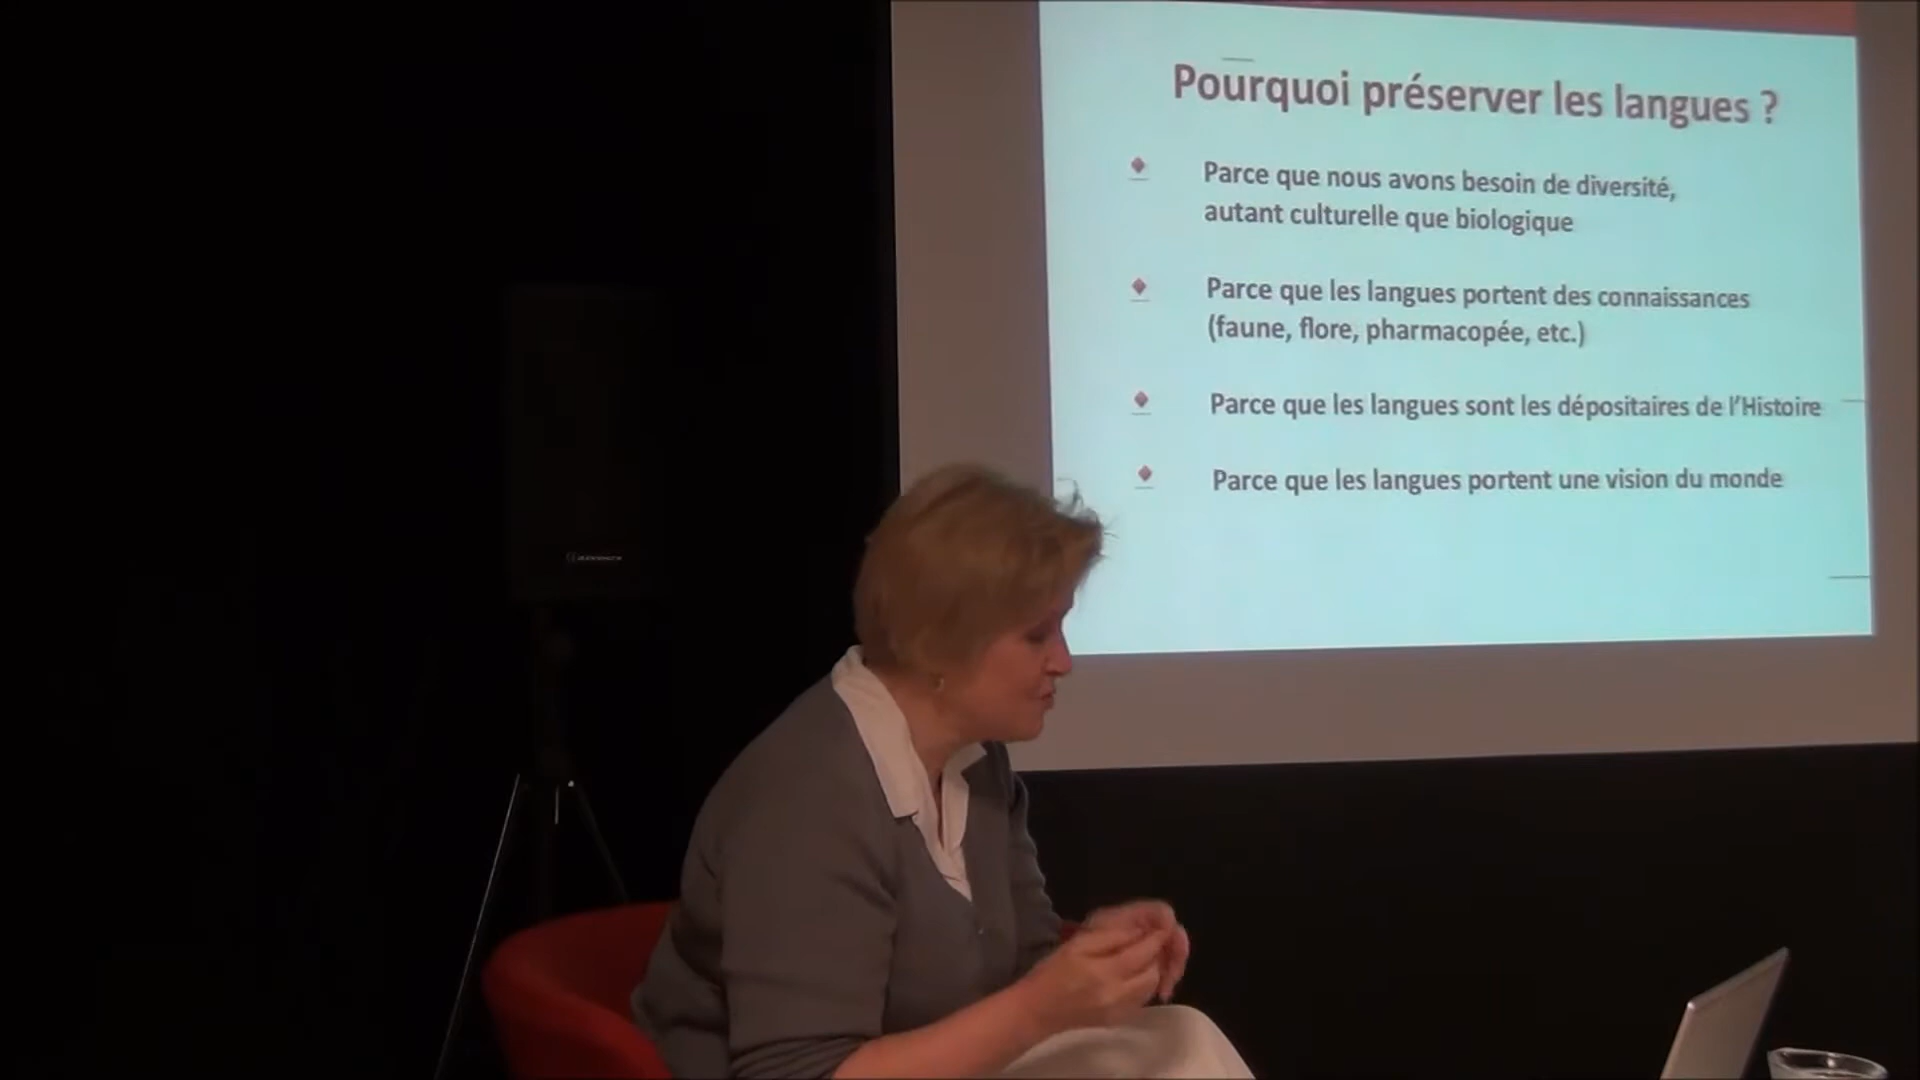 Pourquoi préserver les langues ?
Parce que nous avons besoin de diversité,
autant culturelle que biologique
Parce que les langues portent des connaissances
(faune, flore, pharmacopée, etc.)
Parce que les langues sont les dépositaires de l'Histoire
Parce que les langues portent une vision du monde